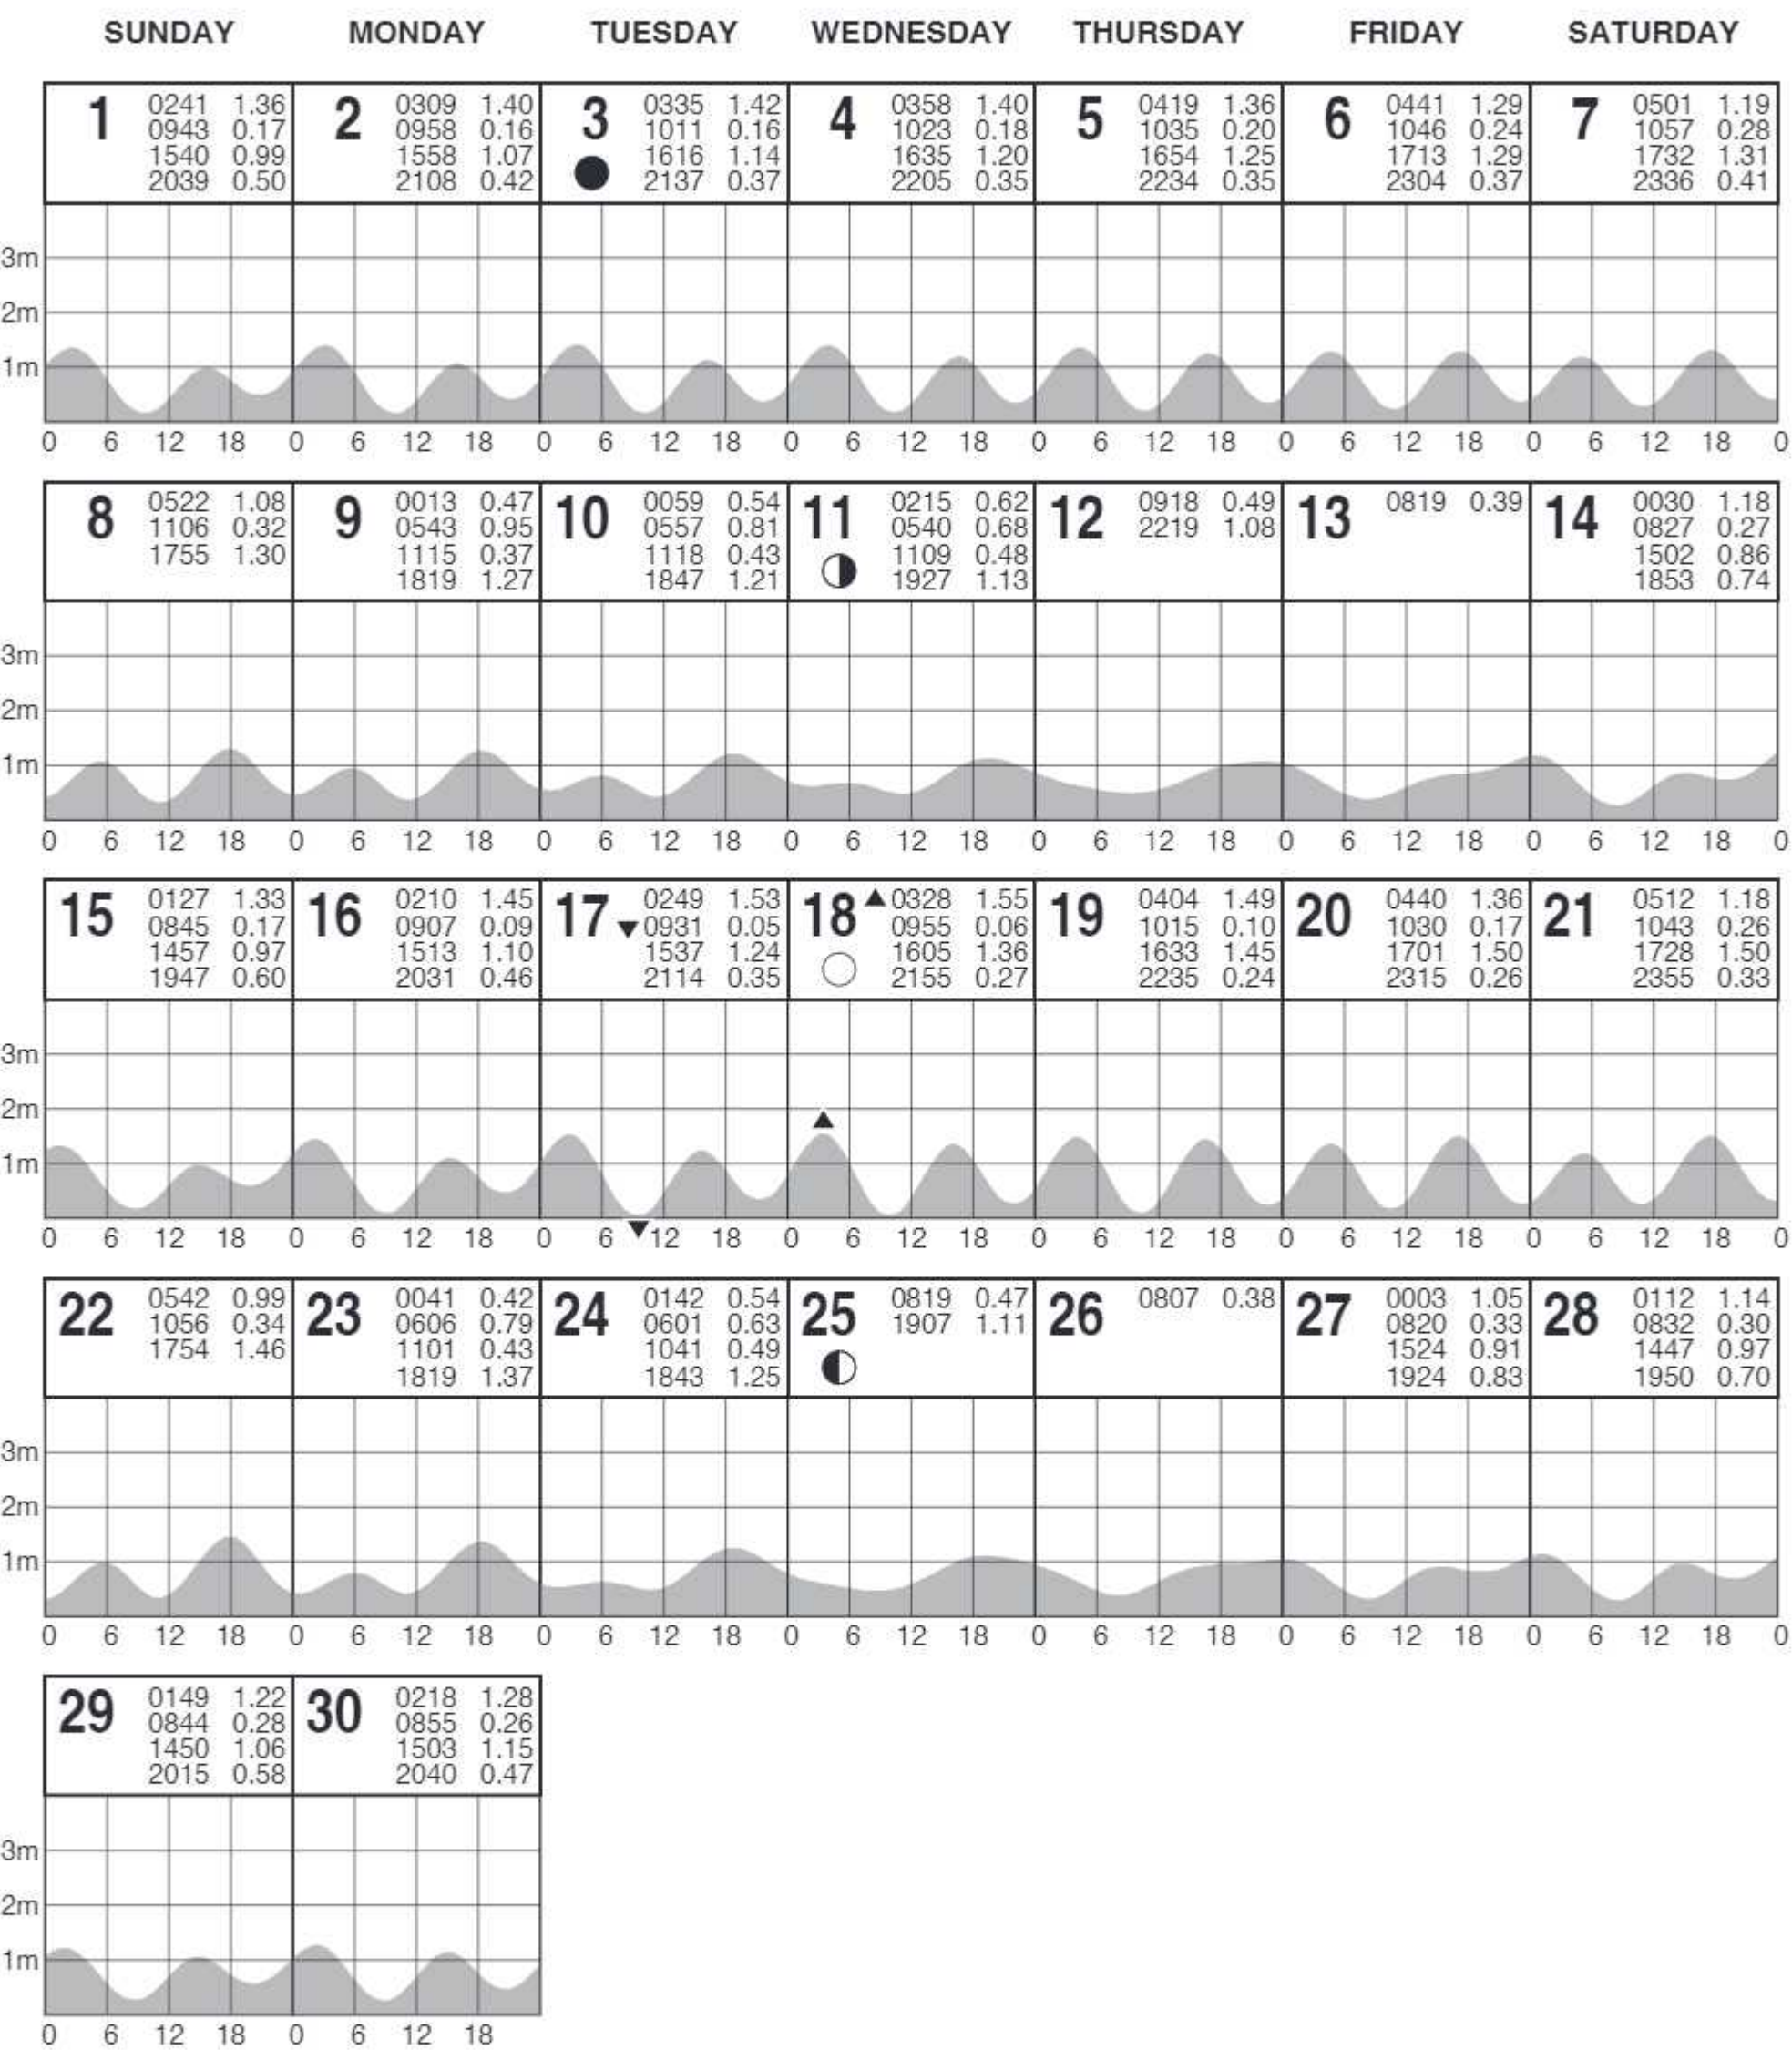 SUNDAY MONDAY TUESDAY WEDNESDAY THURSDAY FRIDAY SATURDAY
1 0241 1.36
0943 0.17
1540 0.99
2039 0.50
2 0309 1.40
0958 0.16
1558 1.07
2108 0.42
3 0335 1.42
1011 0.16
1616 1.14
2137 0.37
4 0358 1.40
1023 0.18
1635 1.20
2205 0.35
5 0419 1.36
1035 0.20
1654 1.25
2234 0.35
6 0441 1.29
1046 0.24
1713 1.29
2304 0.37
7 0501 1.19
1057 0.28
1732 1.31
2336 0.41
3m
2m
1m
0 6 12 18 0 6 12 18 0 6 12 18 0 6 12 18 0 6 12 18 0 6 12 18 0 6 12 18 0
8 0522 1.08
1106 0.32
1755 1.30
9 0013 0.47
0543 0.95
1115 0.37
1819 1.27
10 0059 0.54
0557 0.81
1118 0.43
1847 1.21
11 0215 0.62
0540 0.68
1109 0.48
1927 1.13
12 0918 0.49
2219 1.08
13 0819 0.39
14 0030 1.18
0827 0.27
1502 0.86
1853 0.74
3m
2m
1m
0 6 12 18 0 6 12 18 0 6 12 18 0 6 12 18 0 6 12 18 0 6 12 18 0 6 12 18 0
15 0127 1.33
0845 0.17
1457 0.97
1947 0.60
16 0210 1.45
0907 0.09
1513 1.10
2031 0.46
17 0249 1.53
▼0931 0.05
1537 1.24
2114 0.35
18 ▲0328 1.55
0955 0.06
1605 1.36
2155 0.27
19 0404 1.49
1015 0.10
1633 1.45
2235 0.24
20 0440 1.36
1030 0.17
1701 1.50
2315 0.26
21 0512 1.18
1043 0.26
1728 1.50
2355 0.33
3m
2m
1m
0 6 12 18 0 6 12 18 0 6 12 18 0 6 12 18 0 6 12 18 0 6 12 18 0 6 12 18 0
22 0542 0.99
1056 0.34
1754 1.46
23 0041 0.42
0606 0.79
1101 0.43
1819 1.37
24 0142 0.54
0601 0.63
1041 0.49
1843 1.25
25 0819 0.47
1907 1.11
26 0807 0.38
27 0003 1.05
0820 0.33
1524 0.91
1924 0.83
28 0112 1.14
0832 0.30
1447 0.97
1950 0.70
3m
2m
1m
0 6 12 18 0 6 12 18 0 6 12 18 0 6 12 18 0 6 12 18 0 6 12 18 0 6 12 18 0
29 0149 1.22
0844 0.28
1450 1.06
2015 0.58
30 0218 1.28
0855 0.26
1503 1.15
2040 0.47
3m
2m
1m
0 6 12 18 0 6 12 18